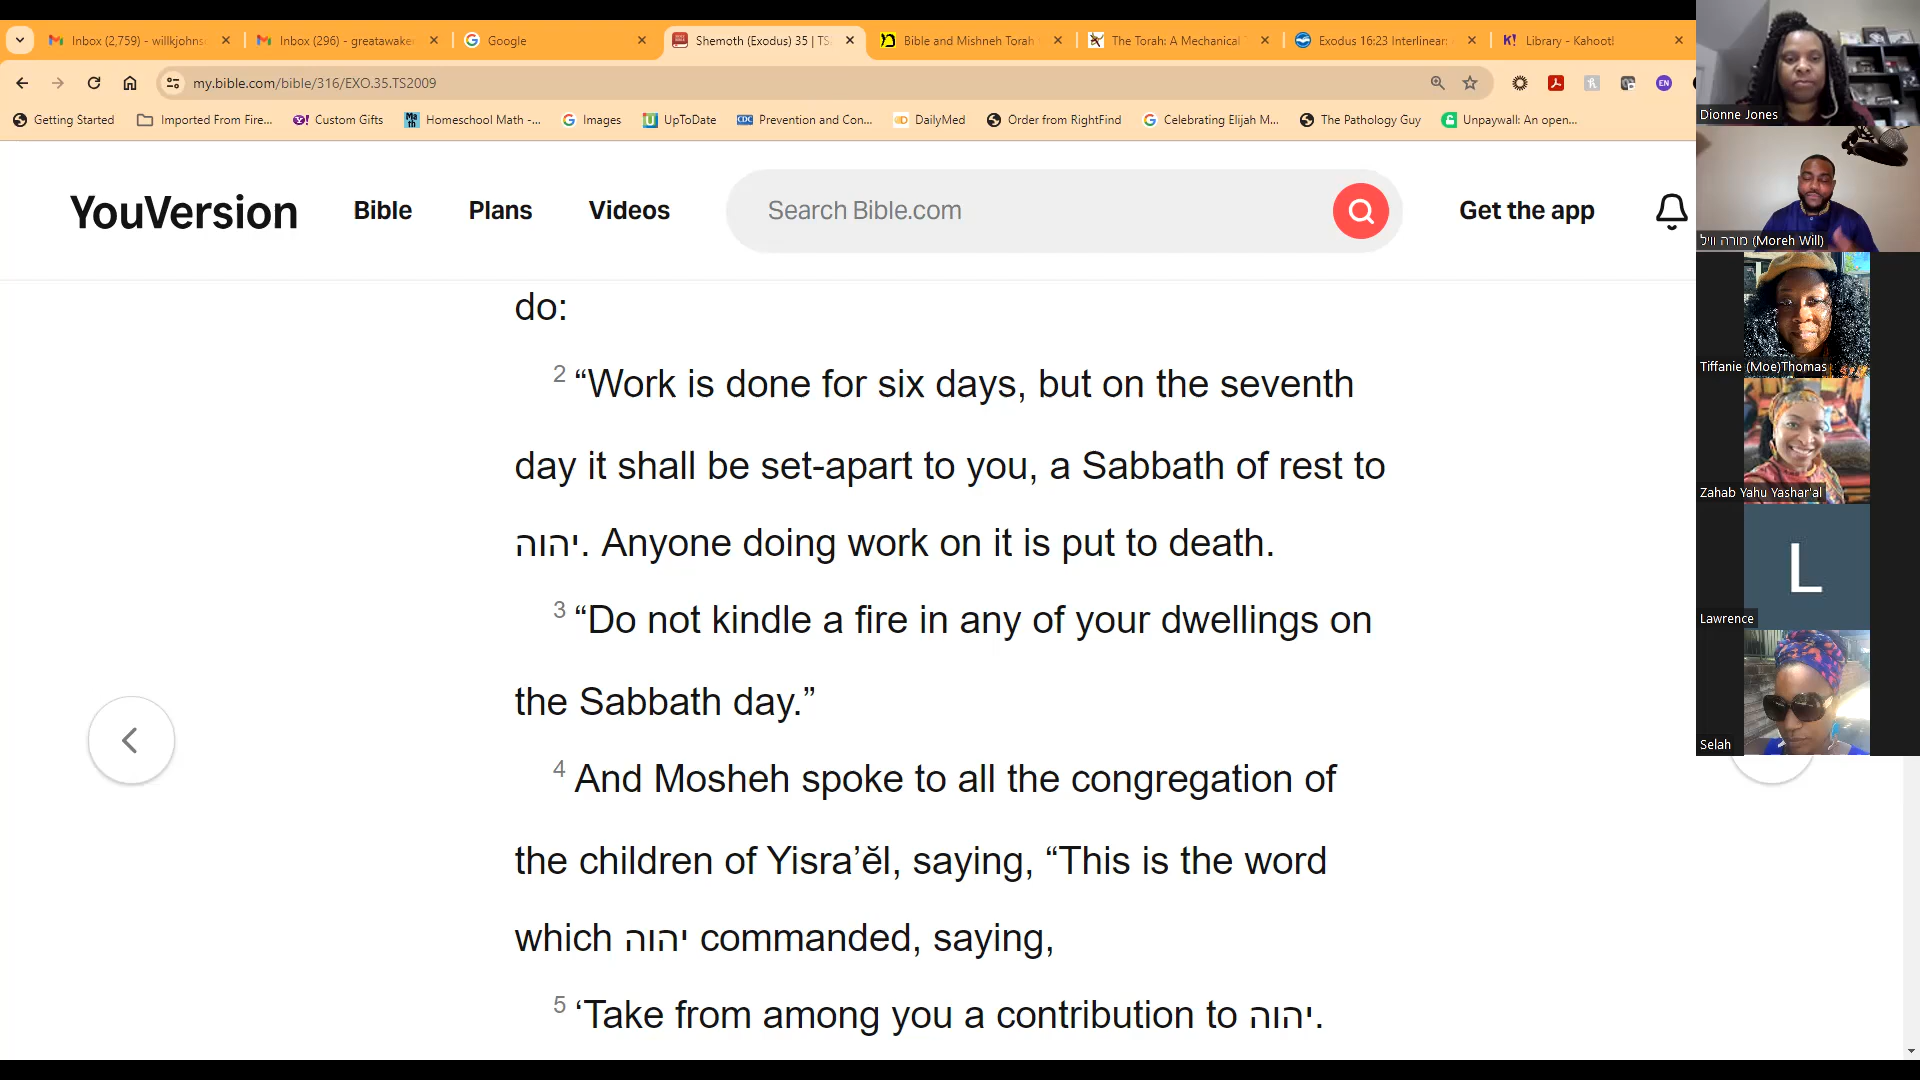 Inbox (2,759) - willkjohns
Inbox (296) - greatawake
Google
Shemoth (Exodus) 35 | TS
Bible and Mishneh Torah
The Torah: A Mechanical
Exodus 16:23 Interlinear:
Library - Kahoot!
my.bible.com/bible/316/EXO.35.TS2009
EN
Getting Started
Imported From Fire...
Custom Gifts
Homeschool Math -...
Images
UpToDate
Prevention and Con...
DailyMed
Order from RightFind
Celebrating Elijah M...
The Pathology Guy
Unpaywall: An open...
YouVersion
Bible
Plans
Videos
Search Bible.com
Get the app
do:
2 “Work is done for six days, but on the seventh
day it shall be set-apart to you, a Sabbath of rest to
יהוה. Anyone doing work on it is put to death.
3 “Do not kindle a fire in any of your dwellings on
the Sabbath day.”
4 And Mosheh spoke to all the congregation of
the children of Yisra’ĕl, saying, “This is the word
which יהוה commanded, saying,
5 ‘Take from among you a contribution to יהוה.
Dionne Jones
מורה וויל (Moreh Will)
Tiffanie (Moe)Thomas
Zahab Yahu Yashar'al
L
Lawrence
Selah